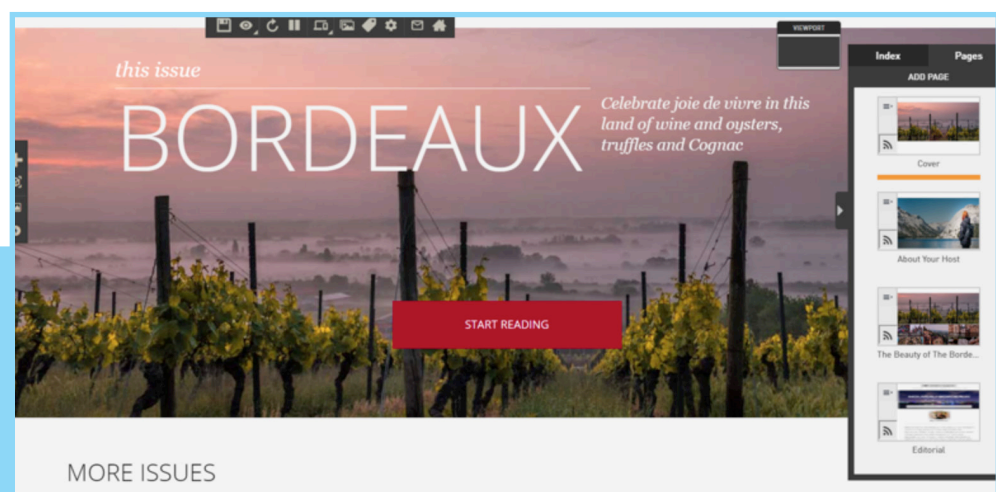 VIEWPORT
this issue
BORDEAUX
Celebrate joie de vivre in this
land of wine and oysters,
truffles and Cognac
START READING
MORE ISSUES
Index
Pages
ADD PAGE
Cover
About Your Host
The Beauty of The Borde...
Editorial